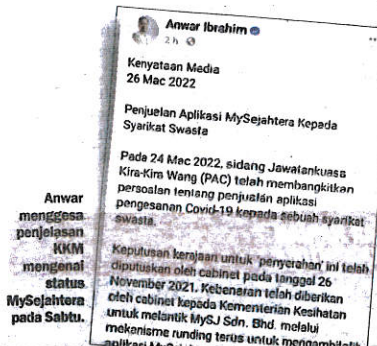 Anwar Ibrahim
2 h
Kenyataan Media
26 Mac 2022
Penjuelan Aplikasi MySejahtera Kepada
Syarikat Swasta
Pada 24 Mac 2022, sidang Jawatankuasa
Kira-Kira Wang (PAC) telah membangkitkan
persoalan tentang penjualan aplikasi
pengesanan Covid-19 kepada sebuah syarikat
swasta.
Keputusan kerajaan untuk 'penyerahan' ini telah
diputuskan oleh cabinet pada tanggal 26
November 2021. Kebenaran telah diberikan
oleh cabinet kepada Kementerian Kesihatan
untuk melantik MySJ Sdn. Bhd. melalui
mekanisme runding terus untuk mengambilalih
aplikasi
Anwar
menggesa
penjelasan
KKM
mengenai
status
MySejahtera
pada Sabtu.